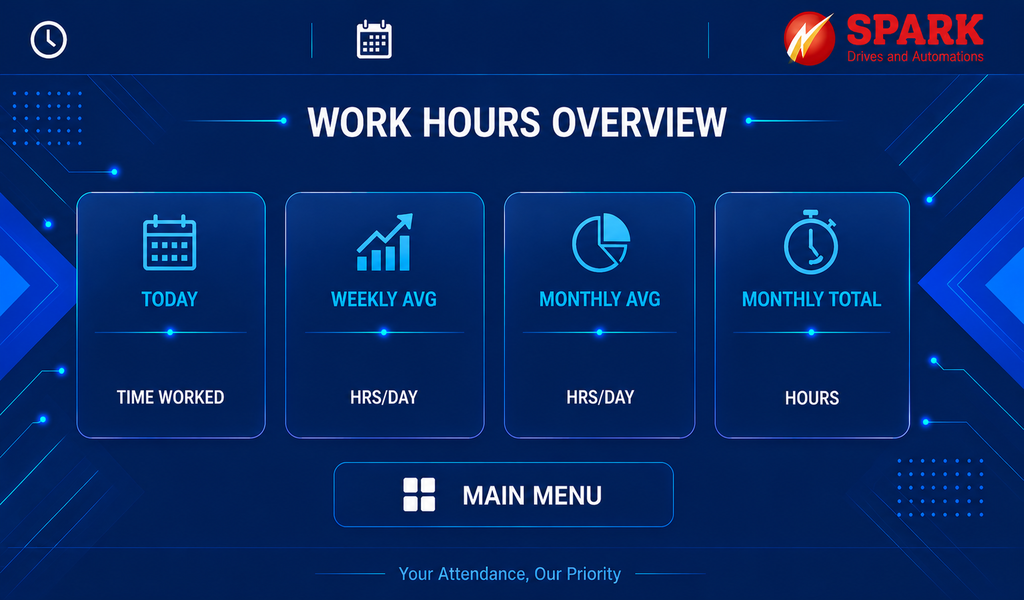 SPARK
Drives and Automations
WORK HOURS OVERVIEW
TODAY
TIME WORKED
WEEKLY AVG
HRS/DAY
MONTHLY AVG
HRS/DAY
MONTHLY TOTAL
HOURS
MAIN MENU
Your Attendance, Our Priority